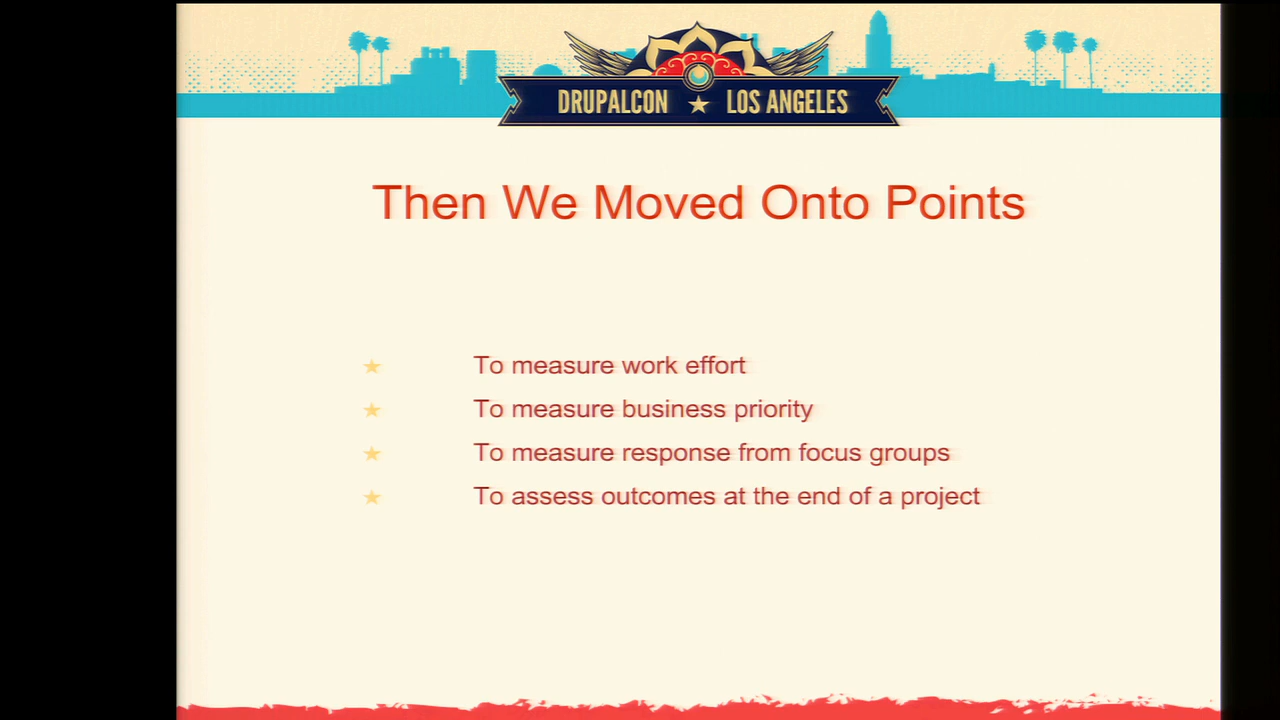 DRUPALCON ★ LOS ANGELES
Then We Moved Onto Points
★ To measure work effort
★ To measure business priority
★ To measure response from focus groups
★ To assess outcomes at the end of a project